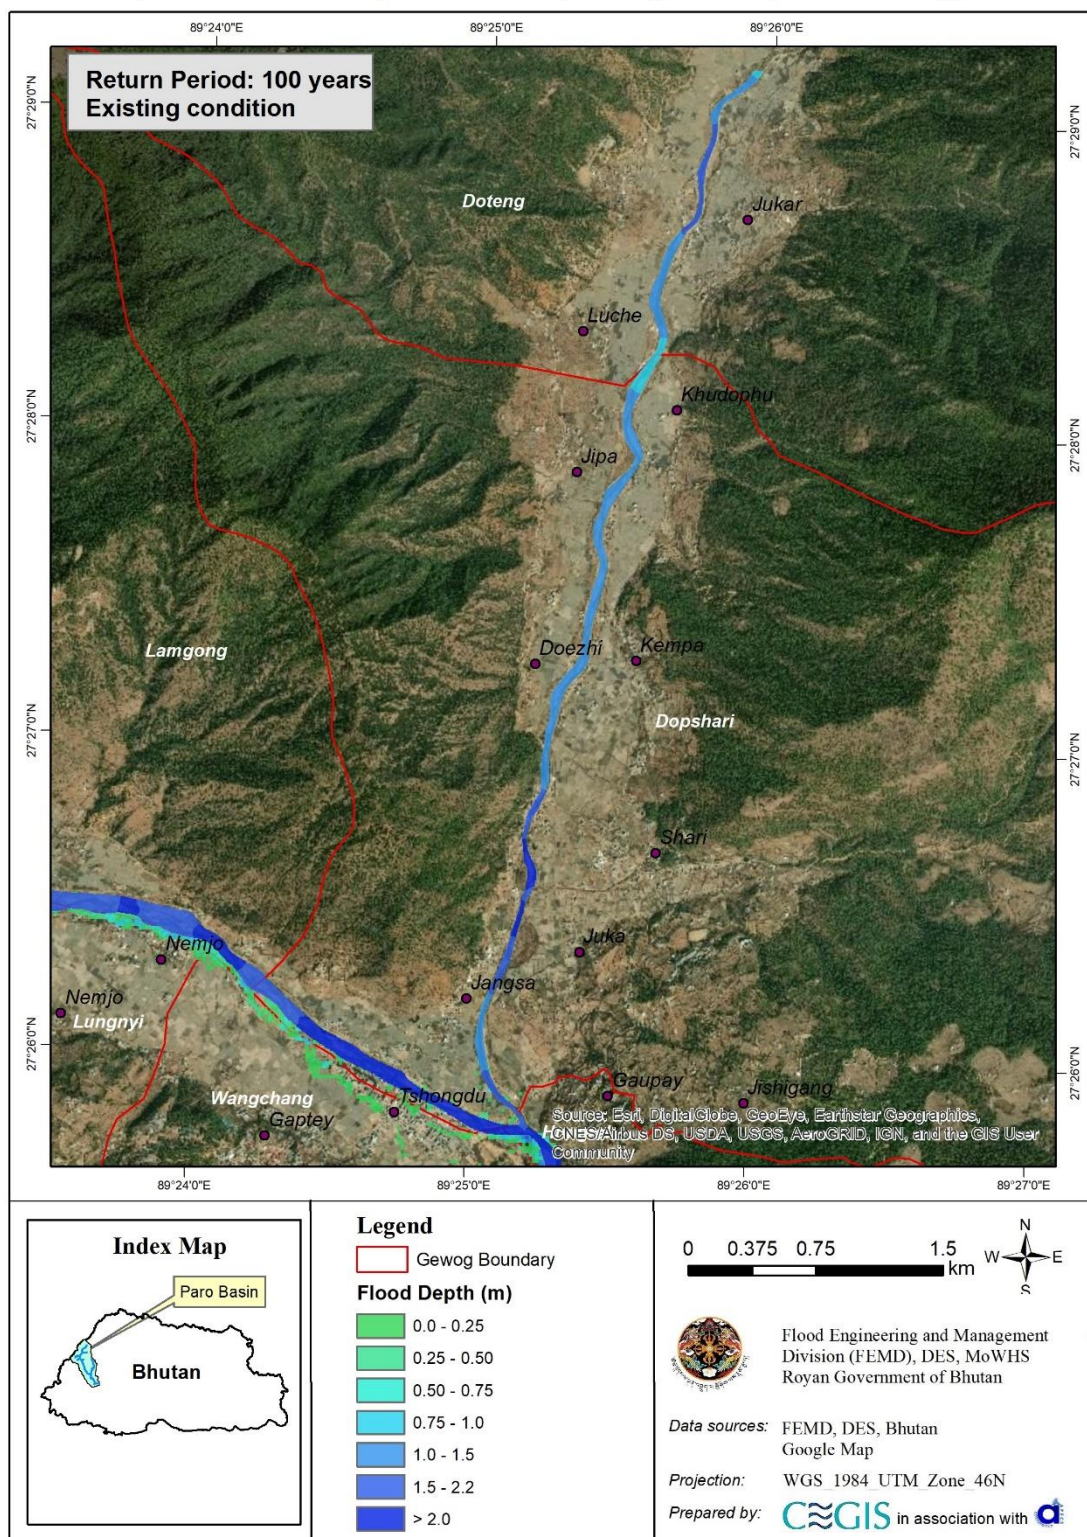 89°24'0"E
89°25'0"E
89°26'0"E
Return Period: 100 years
Existing condition
27°29'0"N
27°29'0"N
Doteng
Jukar
Luche
Khudophu
27°28'0"N
27°28'0"N
Jipa
Lamgong
Doezhi
Kempa
Dopshari
27°27'0"N
27°27'0"N
Shari
Nemjo
Juka
Jangsa
Nemjo
Lungnyi
27°26'0"N
27°26'0"N
Gaupay
Jishigang
Wangchang
Tshongdu
Gaptey
Source: Esri, DigitalGlobe, GeoEye, Earthstar Geographics,
CNES/Airbus DS, USDA, USGS, AeroGRID, IGN, and the GIS User
Community
89°24'0"E
89°25'0"E
89°26'0"E
89°27'0"E
Index Map
Paro Basin
Bhutan
Legend
Gewog Boundary
Flood Depth (m)
0.0 - 0.25
0.25 - 0.50
0.50 - 0.75
0.75 - 1.0
1.0 - 1.5
1.5 - 2.2
> 2.0
0 0.375 0.75 1.5
km
N
W E
S
Flood Engineering and Management
Division (FEMD), DES, MoWHS
Royan Government of Bhutan
Data sources: FEMD, DES, Bhutan
Google Map
Projection: WGS_1984_UTM_Zone_46N
Prepared by: CEGIS in association with